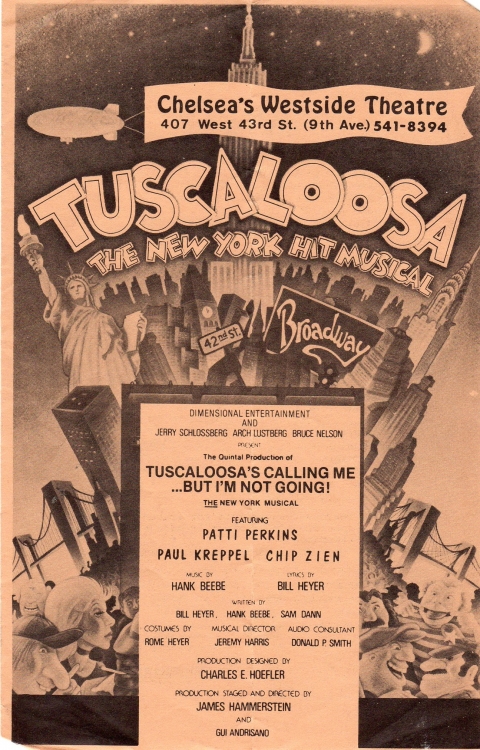 Chelsea's Westside Theatre
407 West 43rd St. (9th Ave.) 541-8394
TUSCALOOSA
THE NEW YORK HIT MUSICAL
42nd St.
Broadway
DIMENSIONAL ENTERTAINMENT
AND
JERRY SCHLOSSBERG ARCH LUSTBERG BRUCE NELSON
PRESENT
The Quintal Production of
TUSCALOOSA'S CALLING ME
...BUT I'M NOT GOING!
THE NEW YORK MUSICAL
FEATURING
PATTI PERKINS
PAUL KREPPEL CHIP ZIEN
MUSIC BY LYRICS BY
HANK BEEBE BILL HEYER
WRITTEN BY
BILL HEYER, HANK BEEBE, SAM DANN
COSTUMES BY MUSICAL DIRECTOR AUDIO CONSULTANT
ROME HEYER JEREMY HARRIS DONALD P. SMITH
PRODUCTION DESIGNED BY
CHARLES E. HOEFLER
PRODUCTION STAGED AND DIRECTED BY
JAMES HAMMERSTEIN
AND
GUI ANDRISANO